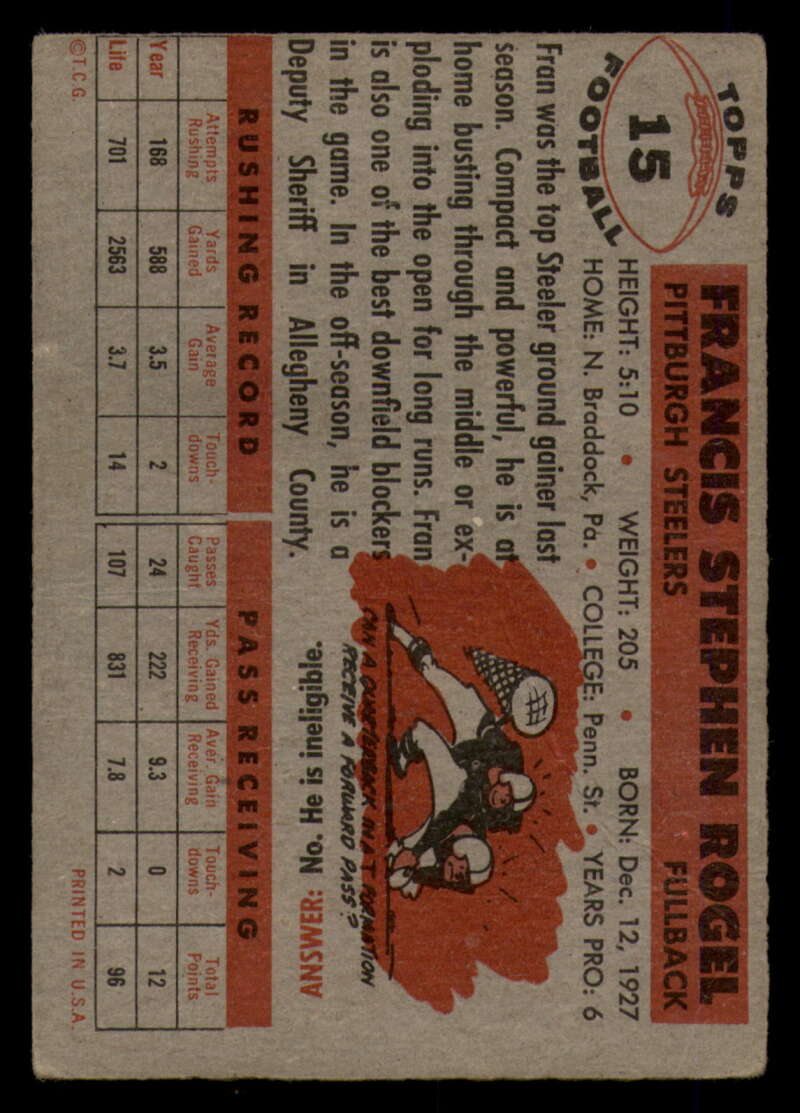 TOPPS
15
FOOTBALL
FRANCIS STEPHEN ROGEL
PITTBURGH STEELERS FULLBACK
HEIGHT: 5:10 • WEIGHT: 205 • BORN: Dec. 12, 1927
HOME: N. Braddock, Pa. • COLLEGE: Penn. St. • YEARS PRO: 6
Fran was the top Steeler ground gainer last
season. Compact and powerful, he is at
home busting through the middle or ex-
ploding into the open for long runs. Fran
is also one of the best downfield blockers
in the game. In the off-season, he is a
Deputy Sheriff in Allegheny County.
CAN A QUARTERBACK IN A T FORMATION
RECEIVE A FORWARD PASS?
ANSWER: No. He is ineligible.
RUSHING RECORD PASS RECEIVING
Attempts Yards Average Touch- Passes Yds. Gained Aver. Gain Touch- Total
Rushing Gained Gain downs Caught Receiving Receiving downs Points
Year 168 588 3.5 2 24 222 9.3 0 12
Life 701 2563 3.7 14 107 831 7.8 2 96
©T.C.G. PRINTED IN U.S.A.